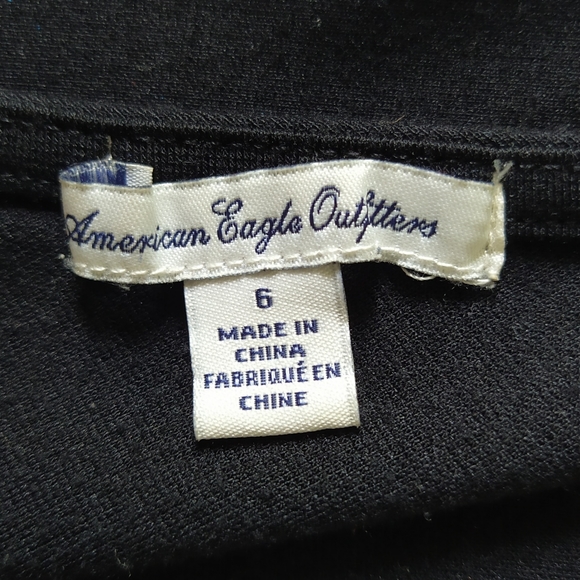 American Eagle Outfitters
6
MADE IN
CHINA
FABRIQUÉ EN
CHINE